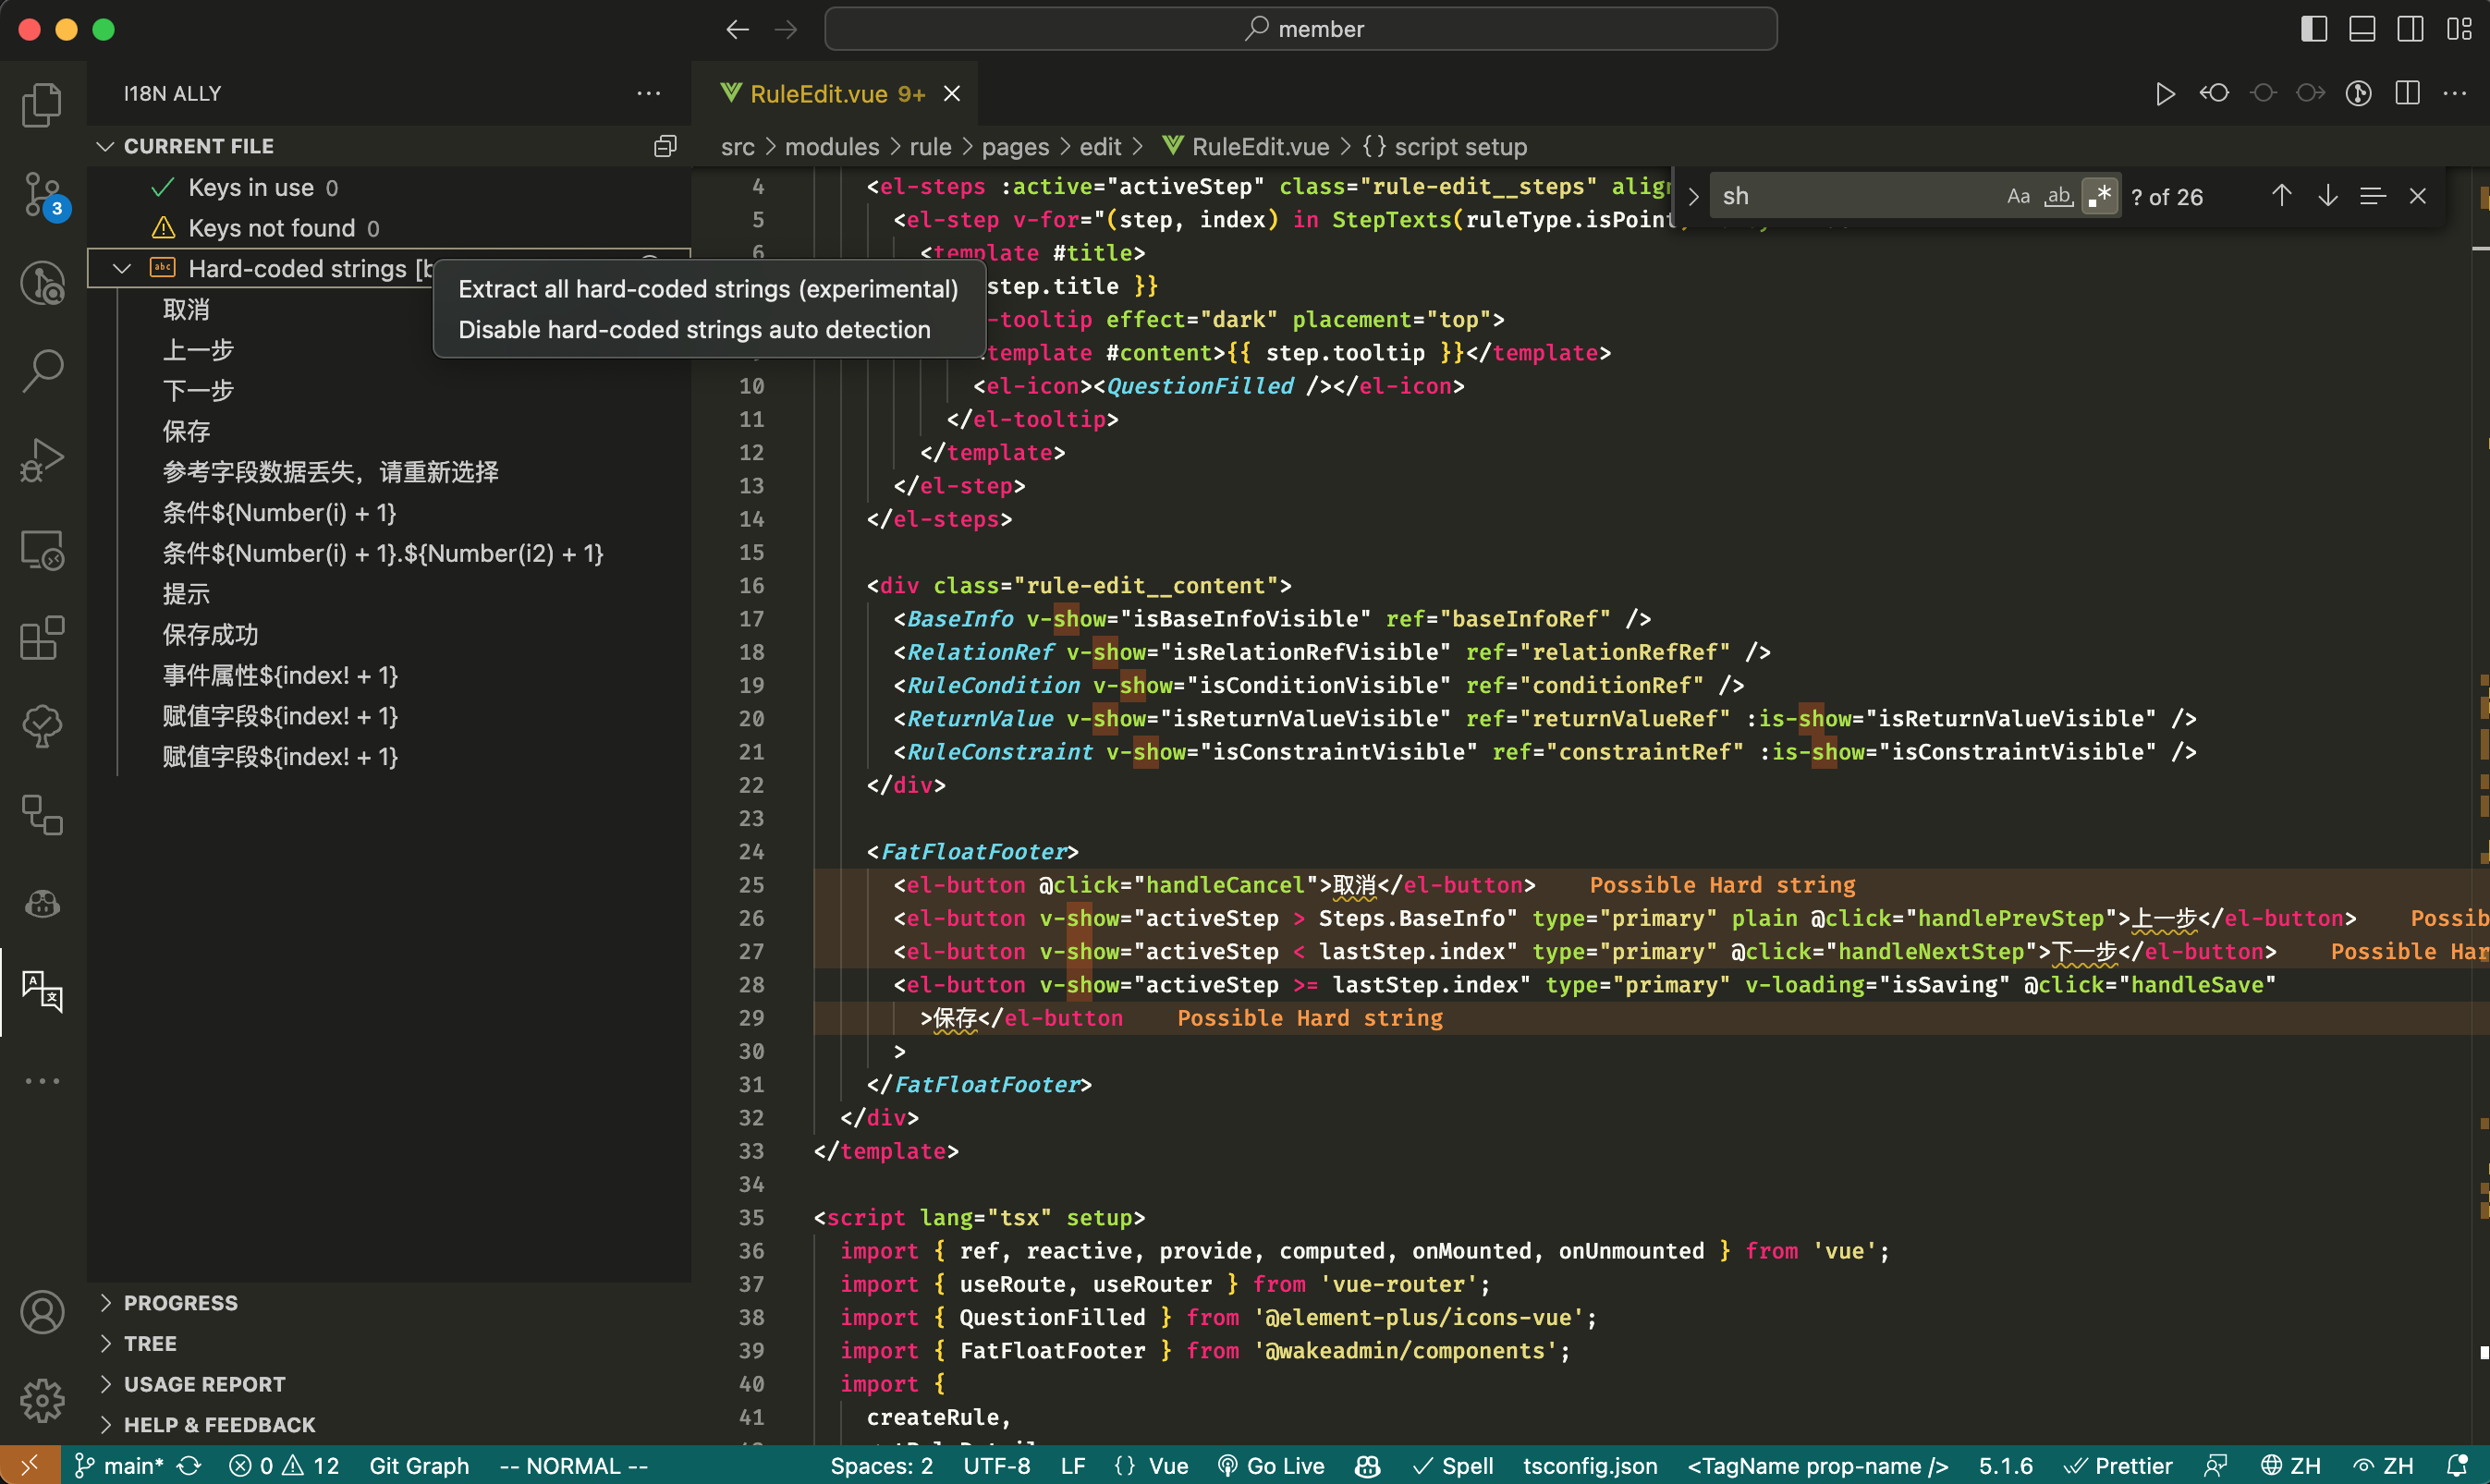 member
I18N ALLY
RuleEdit.vue 9+
CURRENT FILE
src > modules > rule > pages > edit > RuleEdit.vue > {} script setup
Keys in use 0
Keys not found 0
Hard-coded strings [b
Extract all hard-coded strings (experimental)
Disable hard-coded strings auto detection
取消
上一步
下一步
保存
参考字段数据丢失，请重新选择
条件${Number(i) + 1}
条件${Number(i) + 1}.${Number(i2) + 1}
提示
保存成功
事件属性${index! + 1}
赋值字段${index! + 1}
赋值字段${index! + 1}
PROGRESS
TREE
USAGE REPORT
HELP & FEEDBACK
3
sh Aa ab .* ? of 26
4 <el-steps :active="activeStep" class="rule-edit__steps" align
5 <el-step v-for="(step, index) in StepTexts(ruleType.isPoint
6 <template #title>
step.title }}
-tooltip effect="dark" placement="top">
template #content>{{ step.tooltip }}</template>
10 <el-icon><QuestionFilled /></el-icon>
11 </el-tooltip>
12 </template>
13 </el-step>
14 </el-steps>
15
16 <div class="rule-edit__content">
17 <BaseInfo v-show="isBaseInfoVisible" ref="baseInfoRef" />
18 <RelationRef v-show="isRelationRefVisible" ref="relationRefRef" />
19 <RuleCondition v-show="isConditionVisible" ref="conditionRef" />
20 <ReturnValue v-show="isReturnValueVisible" ref="returnValueRef" :is-show="isReturnValueVisible" />
21 <RuleConstraint v-show="isConstraintVisible" ref="constraintRef" :is-show="isConstraintVisible" />
22 </div>
23
24 <FatFloatFooter>
25 <el-button @click="handleCancel">取消</el-button> Possible Hard string
26 <el-button v-show="activeStep > Steps.BaseInfo" type="primary" plain @click="handlePrevStep">上一步</el-button> Possib
27 <el-button v-show="activeStep < lastStep.index" type="primary" @click="handleNextStep">下一步</el-button> Possible Har
28 <el-button v-show="activeStep >= lastStep.index" type="primary" v-loading="isSaving" @click="handleSave"
29 >保存</el-button Possible Hard string
30 >
31 </FatFloatFooter>
32 </div>
33 </template>
34
35 <script lang="tsx" setup>
36 import { ref, reactive, provide, computed, onMounted, onUnmounted } from 'vue';
37 import { useRoute, useRouter } from 'vue-router';
38 import { QuestionFilled } from '@element-plus/icons-vue';
39 import { FatFloatFooter } from '@wakeadmin/components';
40 import {
41 createRule,
main* 0 12 Git Graph -- NORMAL -- Spaces: 2 UTF-8 LF {} Vue Go Live Spell tsconfig.json <TagName prop-name /> 5.1.6 Prettier ZH ZH